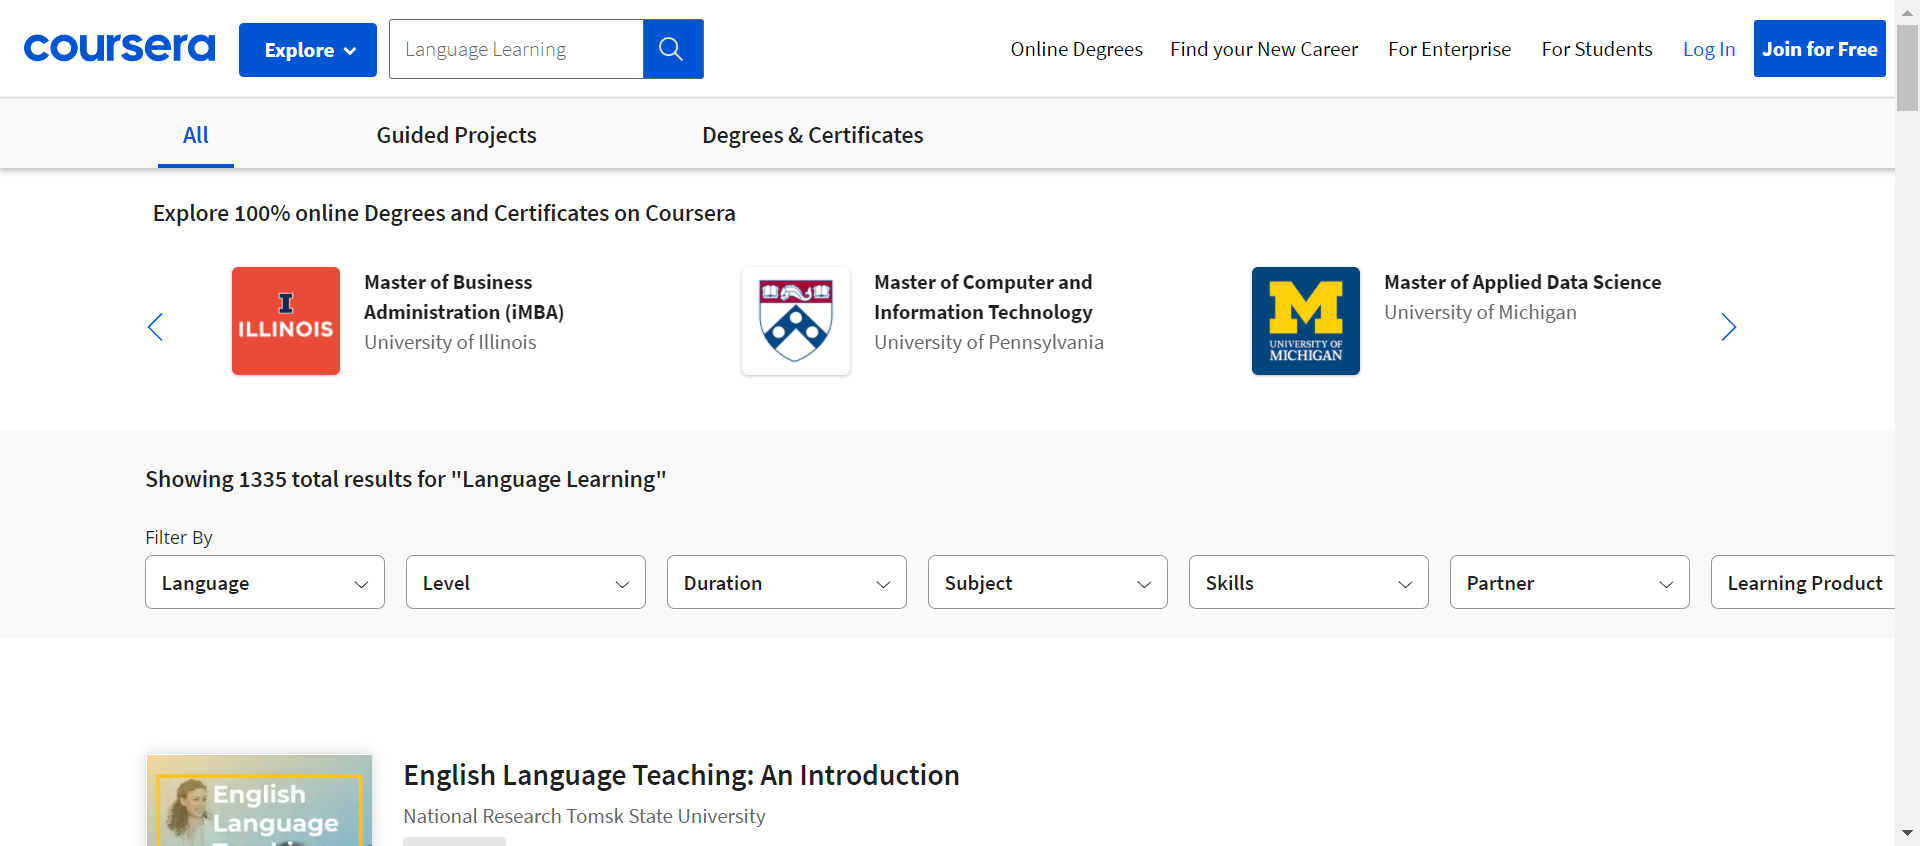 coursera
Explore
Language Learning
Online Degrees
Find your New Career
For Enterprise
For Students
Log In
Join for Free
All
Guided Projects
Degrees & Certificates
Explore 100% online Degrees and Certificates on Coursera
I
ILLINOIS
Master of Business
Administration (iMBA)
University of Illinois
Master of Computer and
Information Technology
University of Pennsylvania
M
UNIVERSITY OF
MICHIGAN
Master of Applied Data Science
University of Michigan
Showing 1335 total results for "Language Learning"
Filter By
Language
Level
Duration
Subject
Skills
Partner
Learning Product
English
Language
English Language Teaching: An Introduction
National Research Tomsk State University